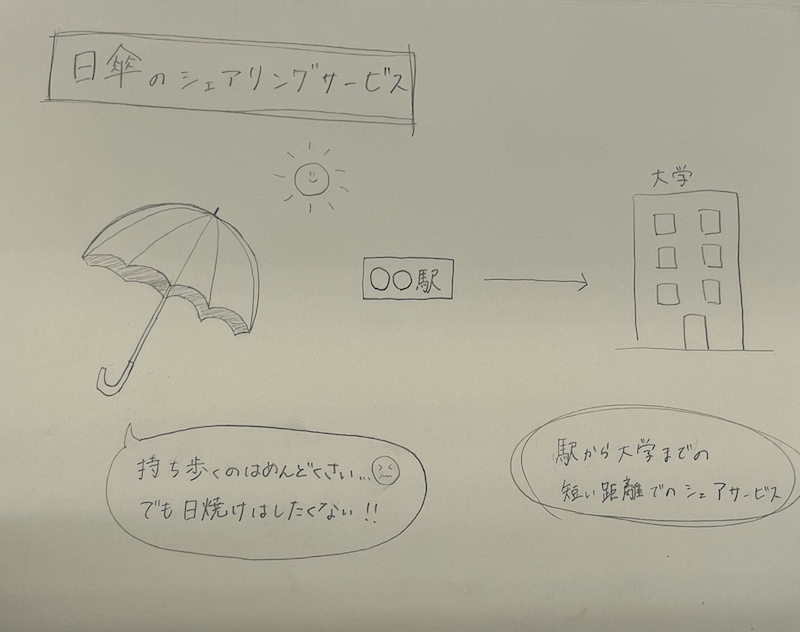 日傘のシェアリングサービス
大学
○○駅
持ち歩くのはめんどくさい...
でも日焼けはしたくない!!
駅から大学までの
短い距離でのシェアサービス